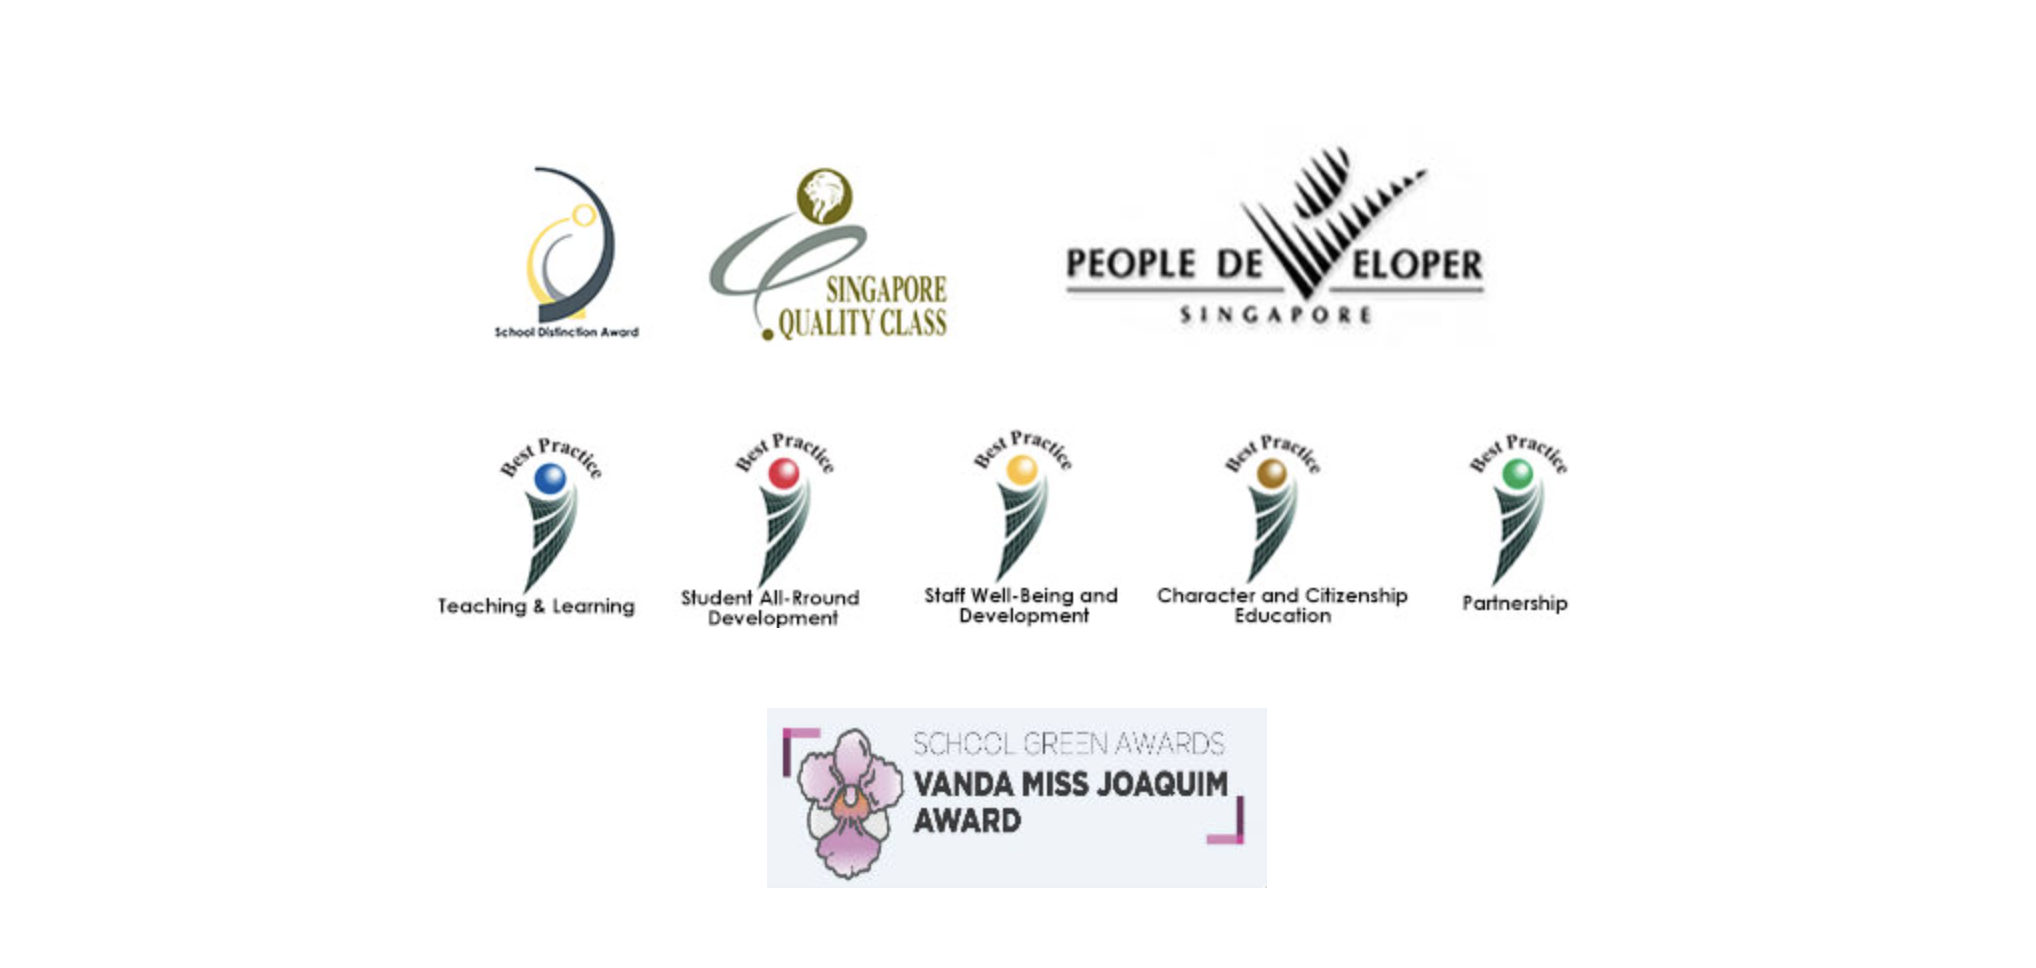 School Distinction Award
SINGAPORE
QUALITY CLASS
PEOPLE DEVELOPER
SINGAPORE
Best Practice
Teaching & Learning
Best Practice
Student All-Rround
Development
Best Practice
Staff Well-Being and
Development
Best Practice
Character and Citizenship
Education
Best Practice
Partnership
SCHOOL GREEN AWARDS
VANDA MISS JOAQUIM
AWARD